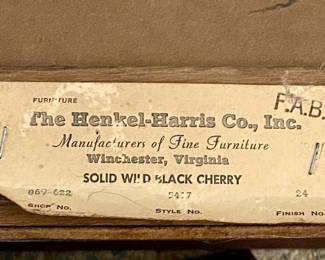 FURNITURE
F.A.B.
The Henkel-Harris Co., Inc.
Manufacturers of Fine Furniture
Winchester, Virginia
SOLID WILD BLACK CHERRY
869-622 24
SHOP NO. STYLE NO. FINISH NO.